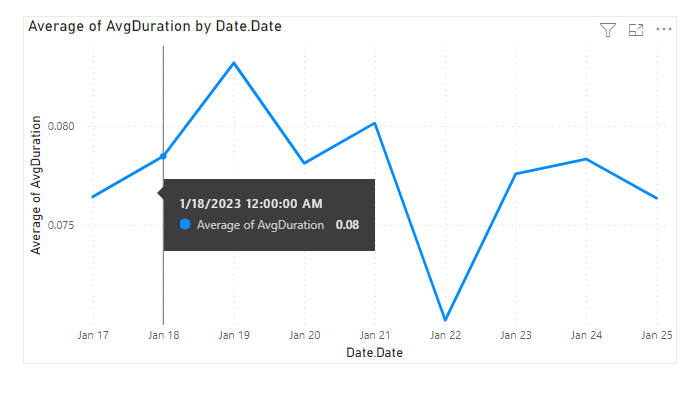 Average of AvgDuration by Date.Date
Average of AvgDuration
0.080
0.075
1/18/2023 12:00:00 AM
Average of AvgDuration 0.08
Jan 17 Jan 18 Jan 19 Jan 20 Jan 21 Jan 22 Jan 23 Jan 24 Jan 25
Date.Date